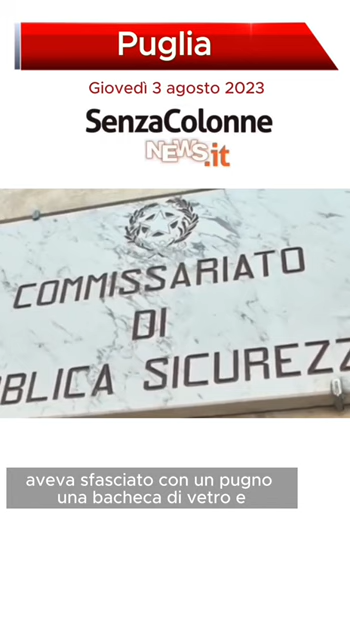 Puglia
Giovedì 3 agosto 2023
SenzaColonne
NEWS.it
COMMISSARIATO
DI
BBLICA SICUREZZ
aveva sfasciato con un pugno
una bacheca di vetro e